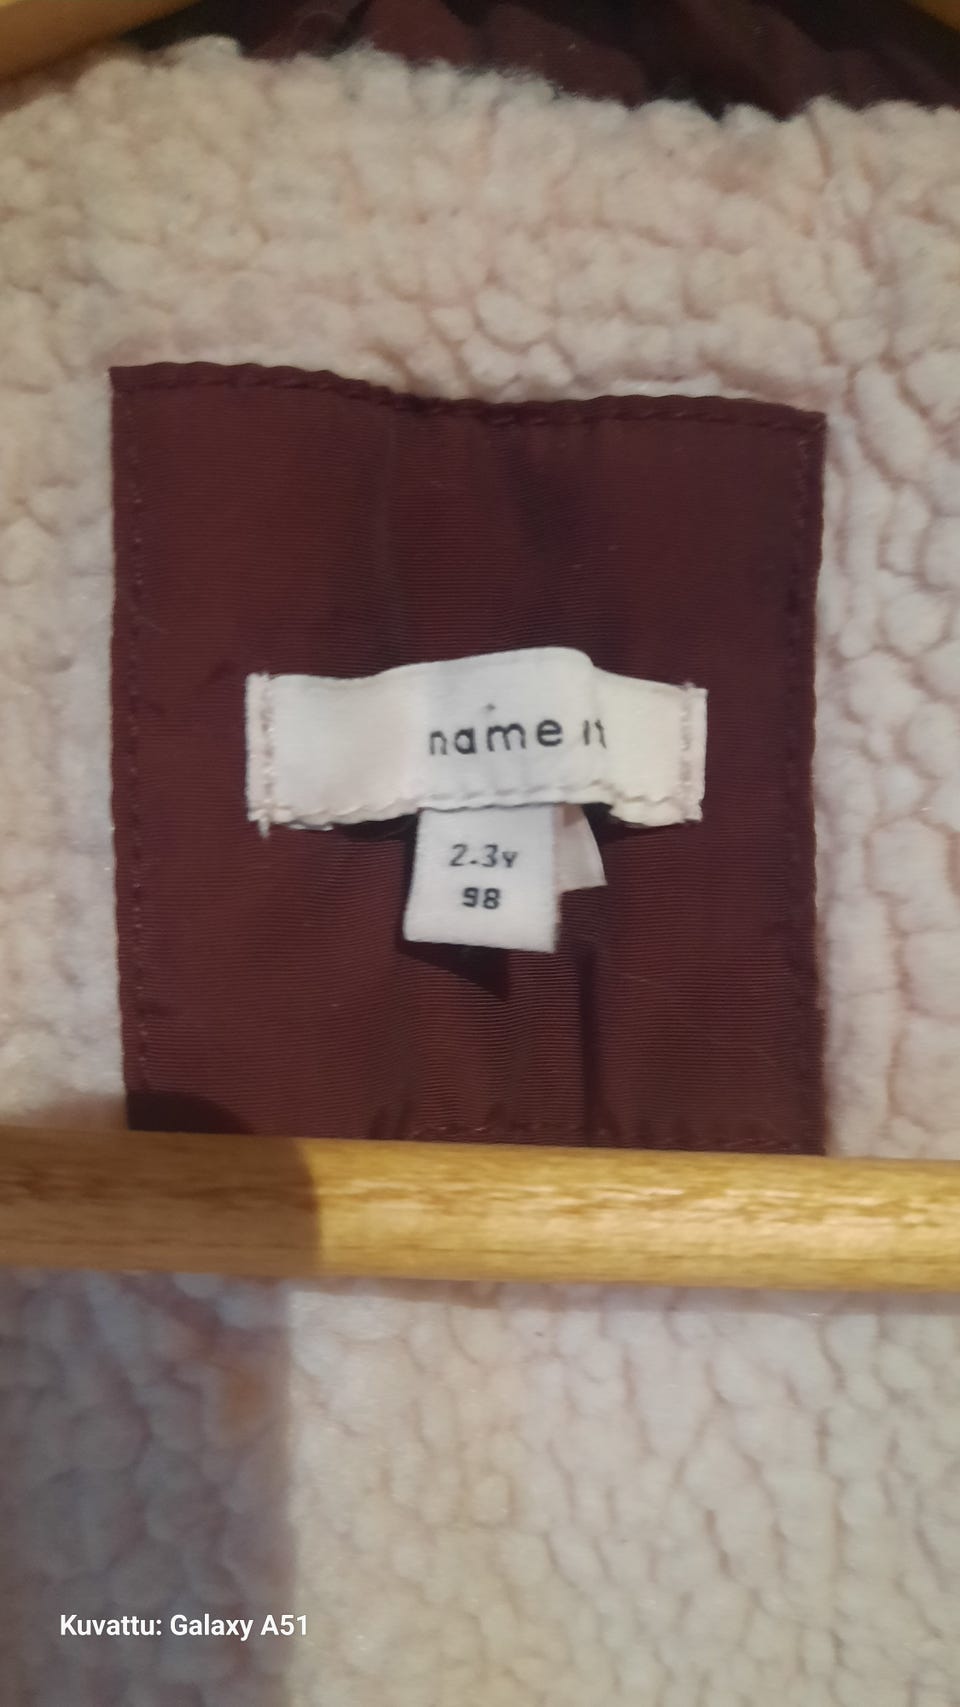 name it
2-3Y
98
Kuvattu: Galaxy A51